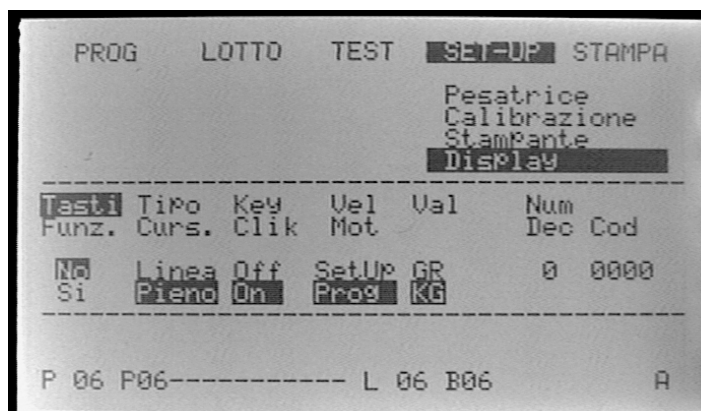 PROG LOTTO TEST SET-UP STAMPA
Pesatrice
Calibrazione
Stampante
Display
Tasti Tipo Key Vel Val Num
Funz. Curs. Clik Mot Dec Cod
No Linea Off SetUp GR 0 0000
Si Pieno On Prog KG
P 06 P06----------- L 06 B06 A